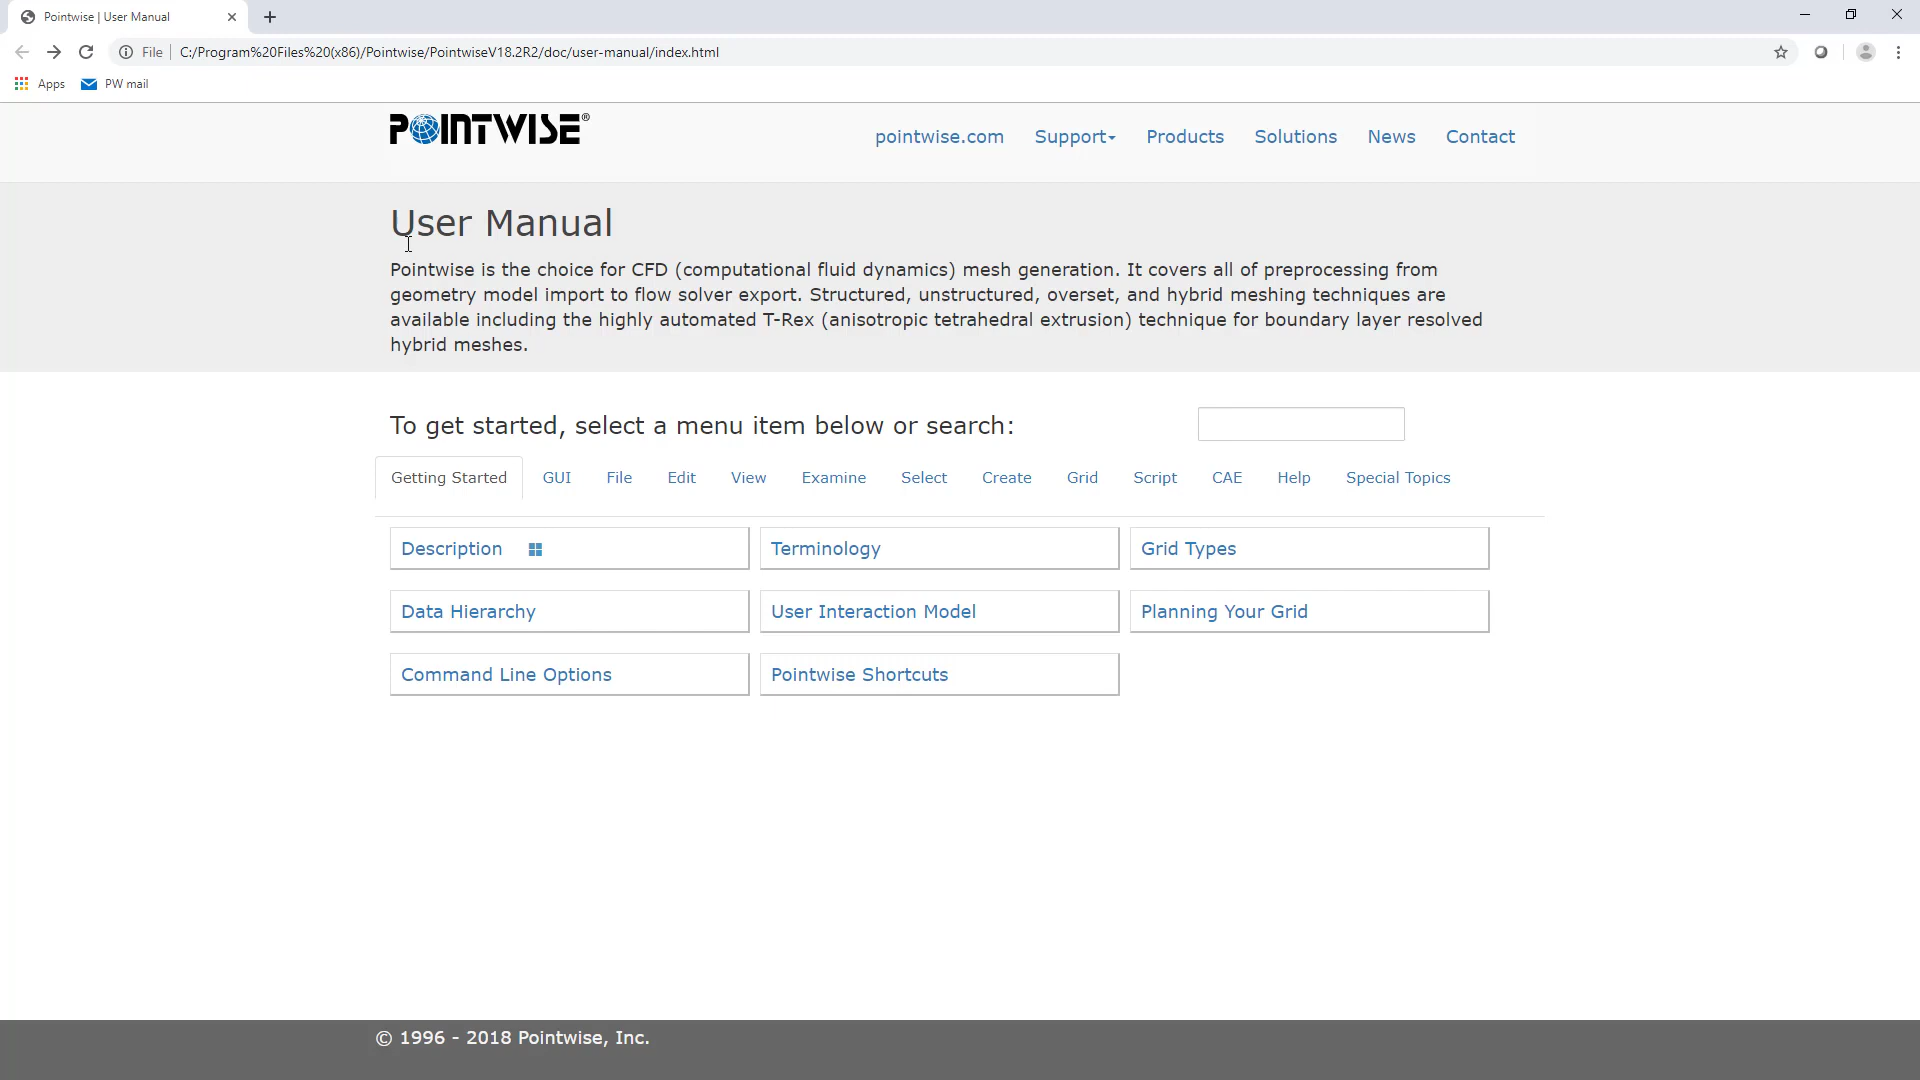 Pointwise | User Manual
File
C:/Program%20Files%20(x86)/Pointwise/PointwiseV18.2R2/doc/user-manual/index.html
Apps
PW mail
POINTWISE®
pointwise.com
Support
Products
Solutions
News
Contact
User Manual
Pointwise is the choice for CFD (computational fluid dynamics) mesh generation. It covers all of preprocessing from
geometry model import to flow solver export. Structured, unstructured, overset, and hybrid meshing techniques are
available including the highly automated T-Rex (anisotropic tetrahedral extrusion) technique for boundary layer resolved
hybrid meshes.
To get started, select a menu item below or search:
Getting Started
GUI
File
Edit
View
Examine
Select
Create
Grid
Script
CAE
Help
Special Topics
Description
Terminology
Grid Types
Data Hierarchy
User Interaction Model
Planning Your Grid
Command Line Options
Pointwise Shortcuts
© 1996 - 2018 Pointwise, Inc.